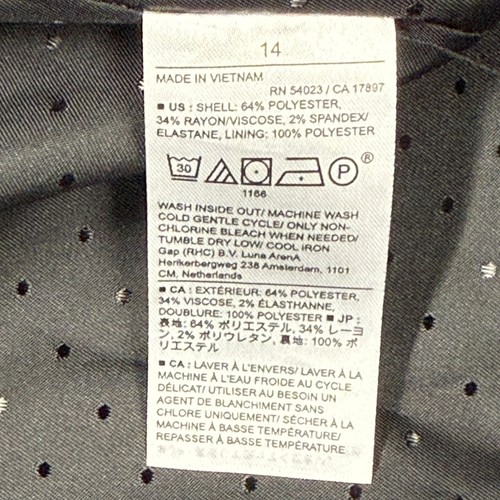 14
MADE IN VIETNAM
RN 54023 / CA 17897
■ US : SHELL: 64% POLYESTER,
34% RAYON/VISCOSE, 2% SPANDEX/
ELASTANE, LINING: 100% POLYESTER
30 P ®
1166
WASH INSIDE OUT/ MACHINE WASH
COLD GENTLE CYCLE/ ONLY NON-
CHLORINE BLEACH WHEN NEEDED/
TUMBLE DRY LOW/ COOL IRON
Gap (RHC) B.V. Luna ArenA
Herikerbergweg 238 Amsterdam, 1101
CM, Netherlands
■ CA : EXTÉRIEUR: 64% POLYESTER,
34% VISCOSE, 2% ÉLASTHANNE,
DOUBLURE: 100% POLYESTER ■ JP :
表地: 64% ポリエステル, 34% レーヨ
ン, 2% ポリウレタン, 裏地: 100% ポ
リエステル
■ CA : LAVER À L'ENVERS/ LAVER À LA
MACHINE À L'EAU FROIDE AU CYCLE
DÉLICAT/ UTILISER AU BESOIN UN
AGENT DE BLANCHIMENT SANS
CHLORE UNIQUEMENT/ SÉCHER À LA
MACHINE À BASSE TEMPÉRATURE/
REPASSER À BASSE TEMPÉRATURE